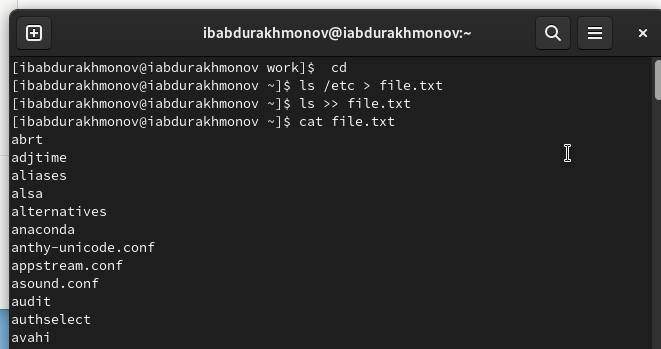 ibabdurakhmonov@iabdurakhmonov:~
[ibabdurakhmonov@iabdurakhmonov work]$  cd
[ibabdurakhmonov@iabdurakhmonov ~]$ ls /etc > file.txt
[ibabdurakhmonov@iabdurakhmonov ~]$ ls >> file.txt
[ibabdurakhmonov@iabdurakhmonov ~]$ cat file.txt
abrt
adjtime
aliases
alsa
alternatives
anaconda
anthy-unicode.conf
appstream.conf
asound.conf
audit
authselect
avahi